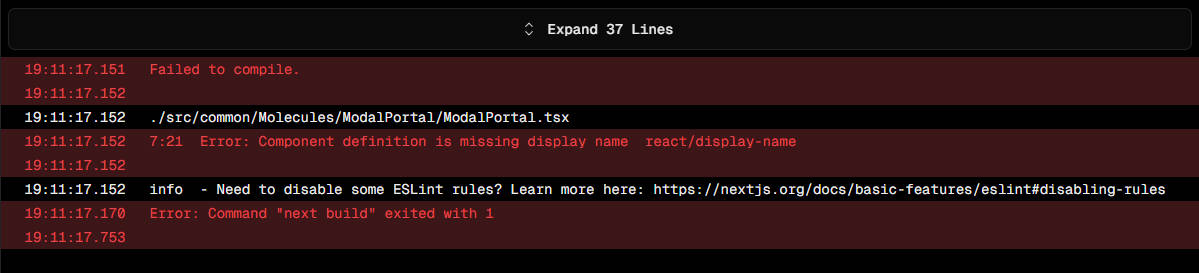 Expand 37 Lines
19:11:17.151 Failed to compile.
19:11:17.152
19:11:17.152 ./src/common/Molecules/ModalPortal/ModalPortal.tsx
19:11:17.152 7:21  Error: Component definition is missing display name  react/display-name
19:11:17.152
19:11:17.152 info  - Need to disable some ESLint rules? Learn more here: https://nextjs.org/docs/basic-features/eslint#disabling-rules
19:11:17.170 Error: Command "next build" exited with 1
19:11:17.753